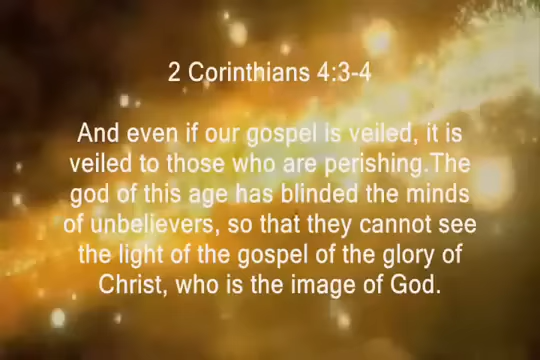 2 Corinthians 4:3-4
And even if our gospel is veiled, it is
veiled to those who are perishing.The
god of this age has blinded the minds
of unbelievers, so that they cannot see
the light of the gospel of the glory of
Christ, who is the image of God.